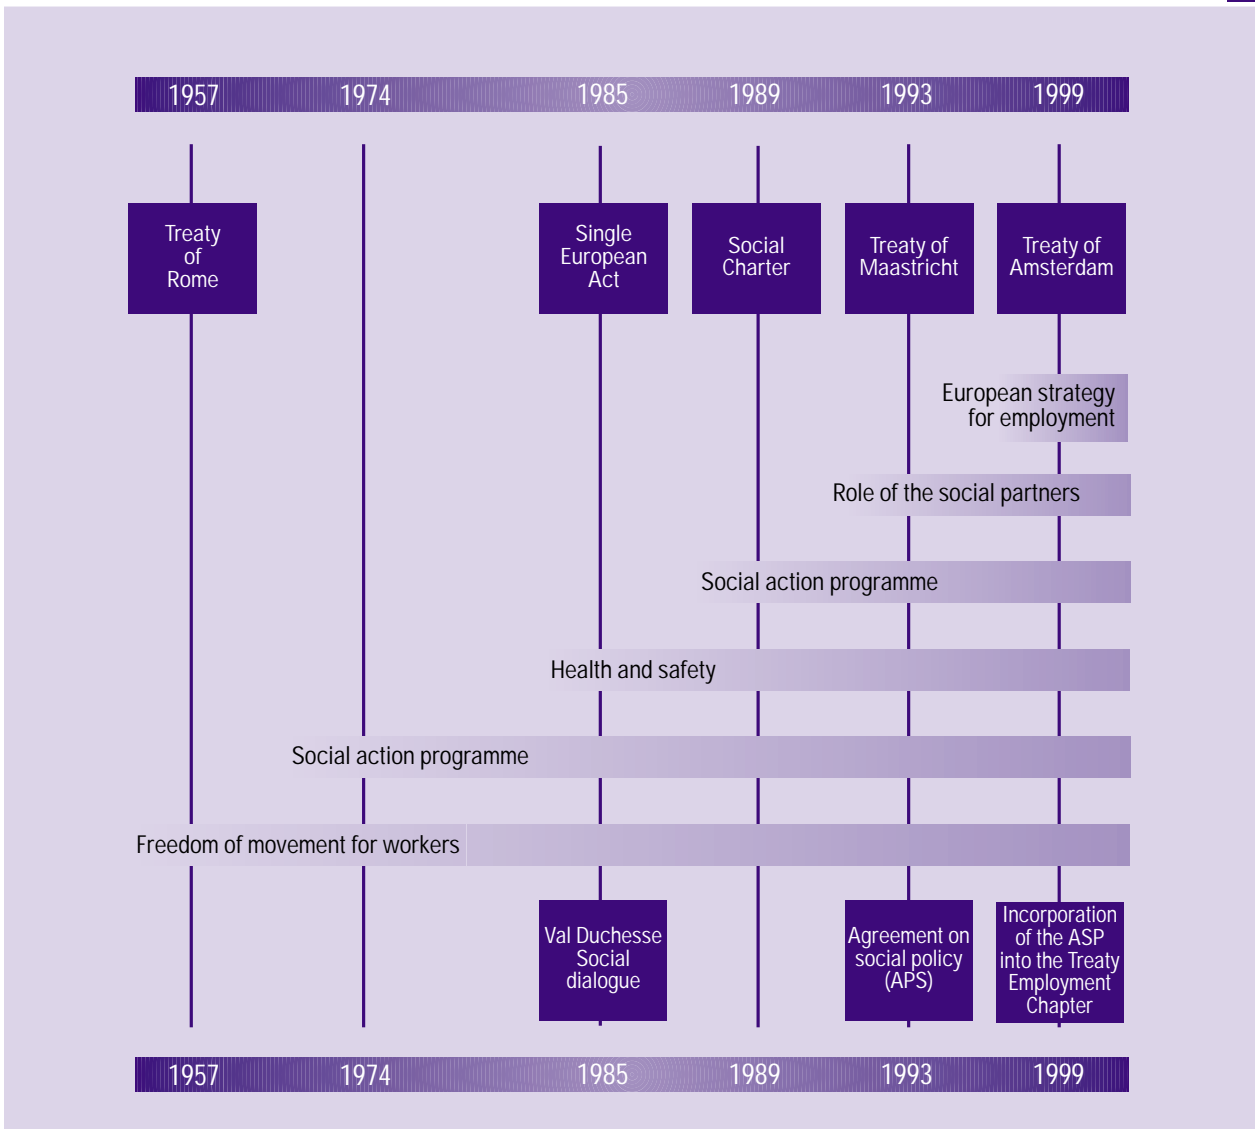 1957 1974 1985 1989 1993 1999
Treaty
of
Rome
Single
European
Act
Social
Charter
Treaty of
Maastricht
Treaty of
Amsterdam
European strategy
for employment
Role of the social partners
Social action programme
Health and safety
Social action programme
Freedom of movement for workers
Val Duchesse
Social
dialogue
Agreement on
social policy
(APS)
Incorporation
of the ASP
into the Treaty
Employment
Chapter
1957 1974 1985 1989 1993 1999